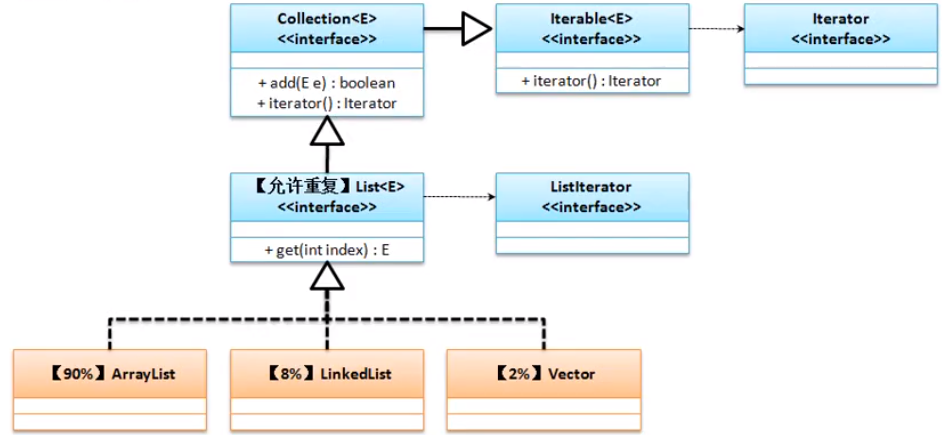 Collection<E>
<<interface>>
+ add(E e) : boolean
+ iterator() : Iterator
Iterable<E>
<<interface>>
+ iterator() : Iterator
Iterator
<<interface>>
【允许重复】List<E>
<<interface>>
+ get(int index) : E
ListIterator
<<interface>>
【90%】ArrayList
【8%】LinkedList
【2%】Vector